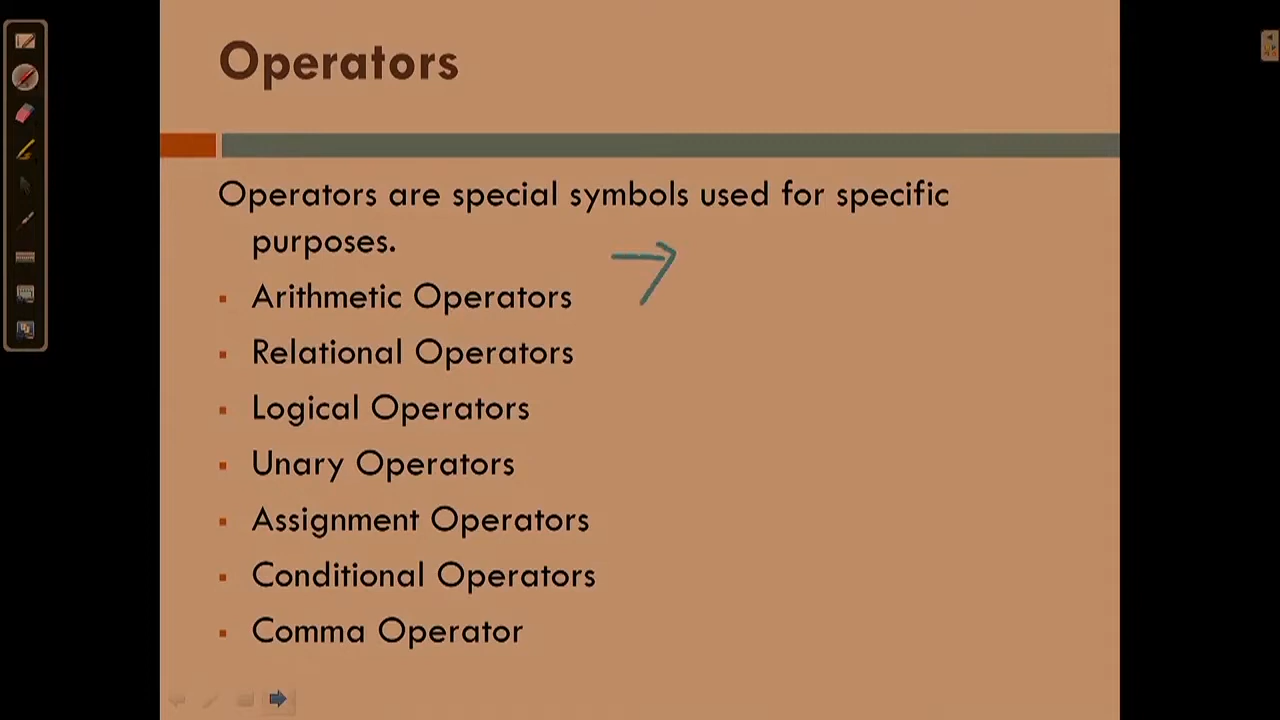 Operators
Operators are special symbols used for specific
purposes.
▪ Arithmetic Operators
▪ Relational Operators
▪ Logical Operators
▪ Unary Operators
▪ Assignment Operators
▪ Conditional Operators
▪ Comma Operator